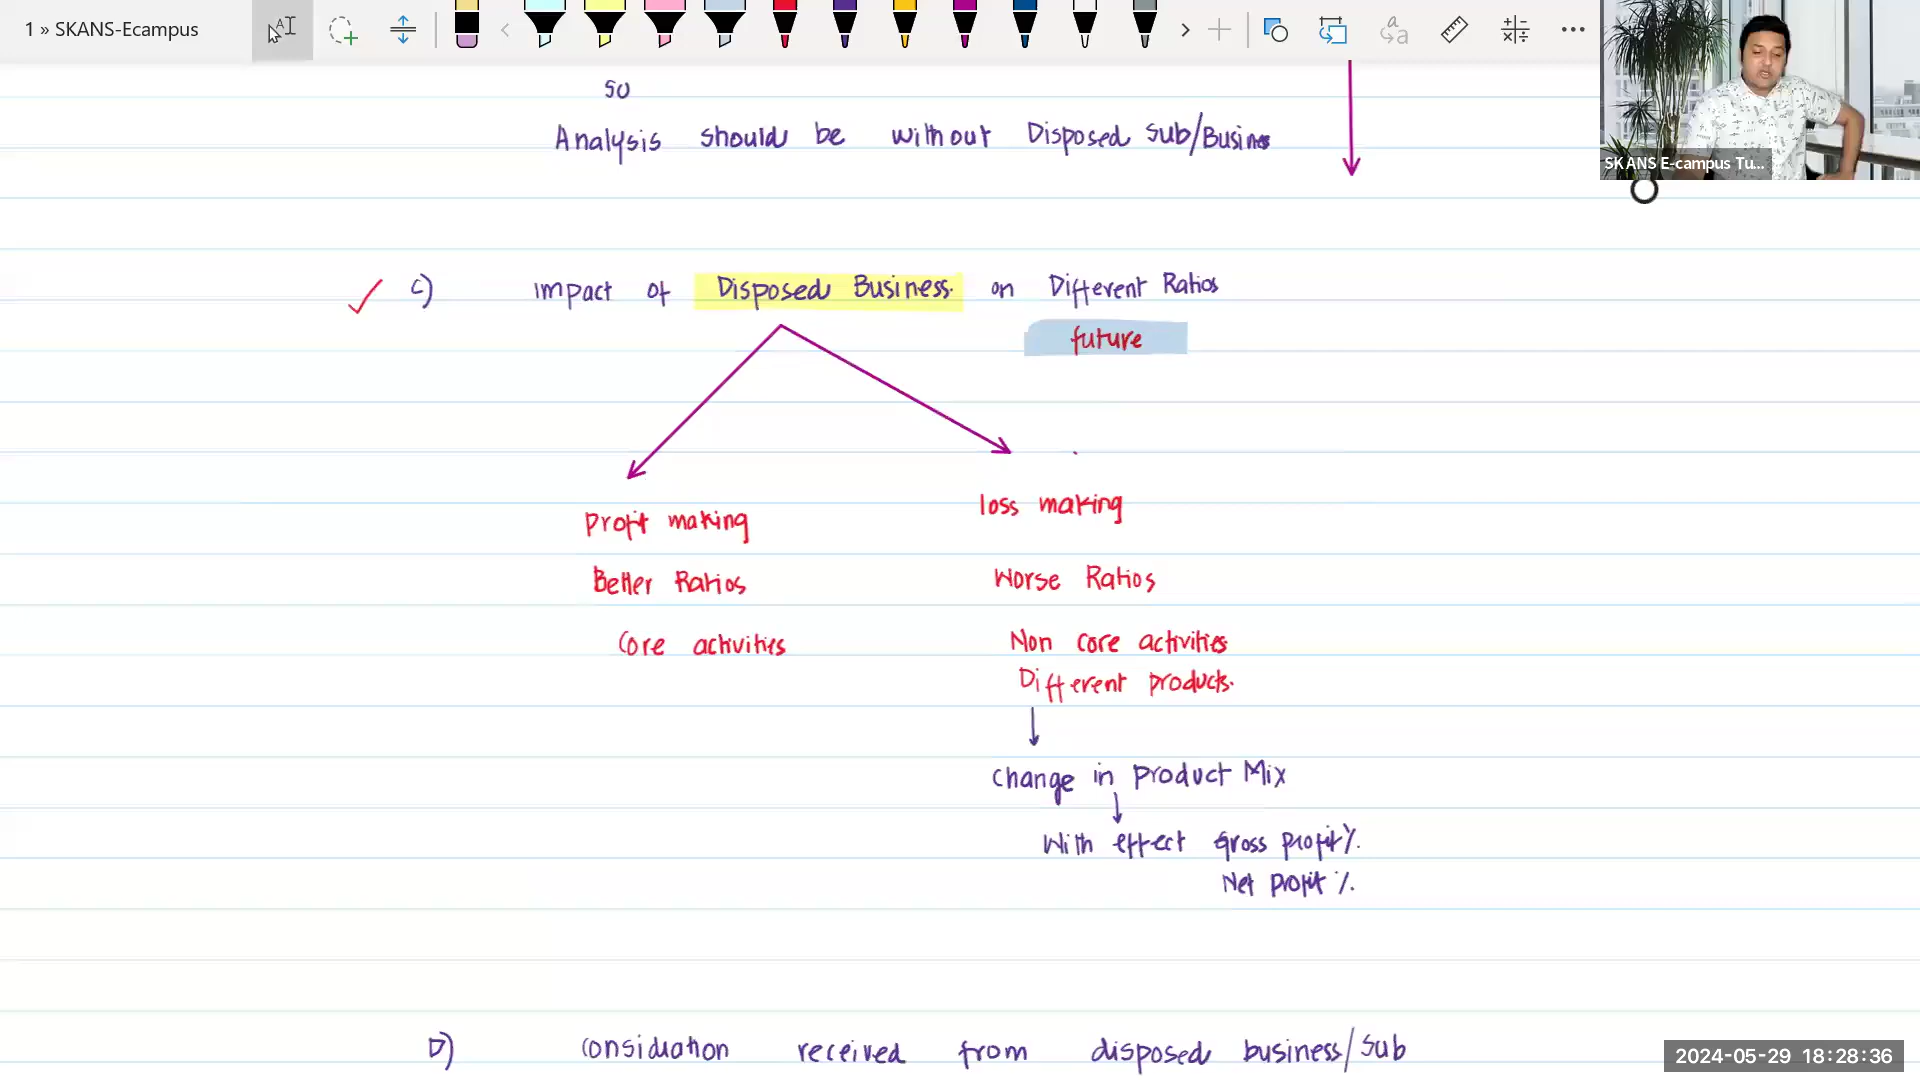 1 » SKANS-Ecampus
SKANS E-campus Tu...
so
Analysis should be without Disposed sub/Business
c) impact of Disposed Business on Different Ratios
future
profit making
loss making
Better Ratios
Worse Ratios
Core activities
Non core activities
Different products.
Change in product Mix
With effect Gross profit%.
Net profit %.
D) considiation received from disposed business/sub
2024-05-29 18:28:36